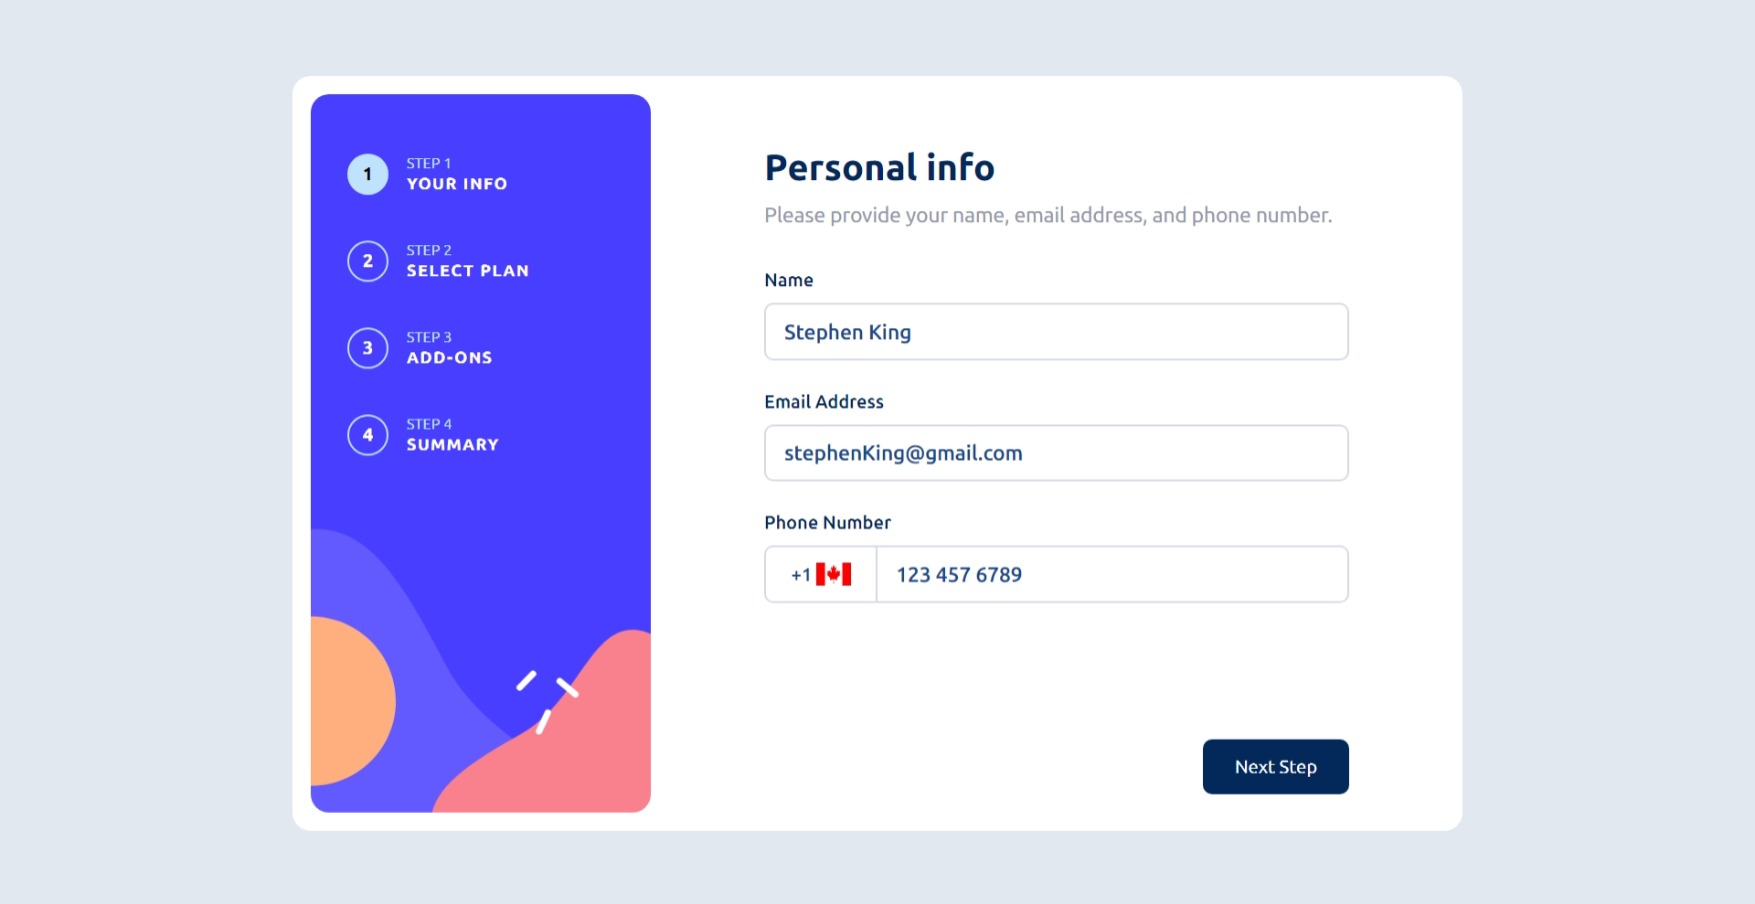 1
STEP 1
YOUR INFO
2
STEP 2
SELECT PLAN
3
STEP 3
ADD-ONS
4
STEP 4
SUMMARY
Personal info
Please provide your name, email address, and phone number.
Name
Stephen King
Email Address
stephenKing@gmail.com
Phone Number
+1 123 457 6789
Next Step